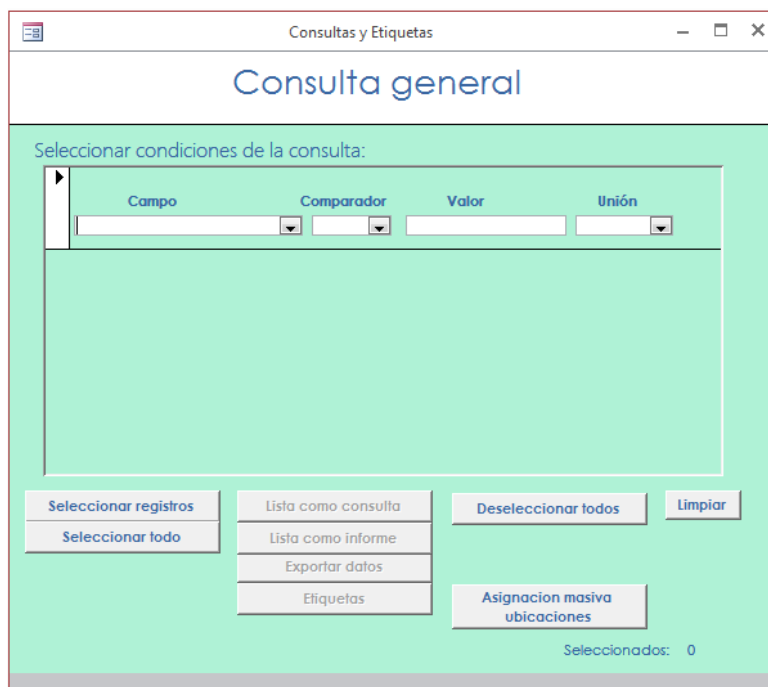 Consultas y Etiquetas
Consulta general
Seleccionar condiciones de la consulta:
Campo Comparador Valor Unión
Seleccionar registros Lista como consulta Deseleccionar todos Limpiar
Seleccionar todo Lista como informe
Exportar datos
Etiquetas Asignacion masiva
ubicaciones
Seleccionados: 0